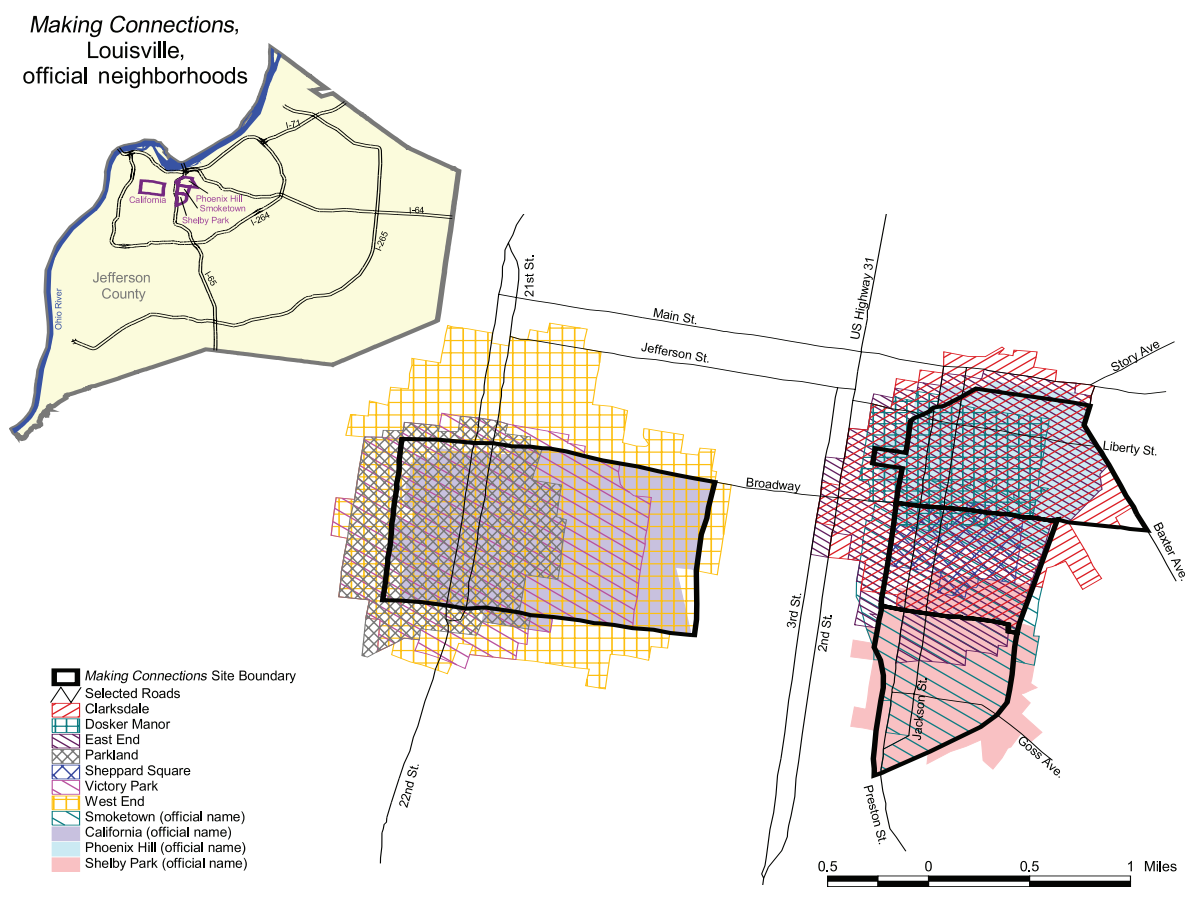 Making Connections,
Louisville,
official neighborhoods
I-71
Phoenix Hill
California
Smoketown
Shelby Park
I-64
I-264
I-265
I-65
Jefferson
County
Ohio River
21st St.
US Highway 31
Main St.
Jefferson St.
Story Ave
Liberty St.
Broadway
Baxter Ave.
3rd St.
2nd St.
Jackson St.
Goss Ave.
22nd St.
Preston St.
Making Connections Site Boundary
Selected Roads
Clarksdale
Dosker Manor
East End
Parkland
Sheppard Square
Victory Park
West End
Smoketown (official name)
California (official name)
Phoenix Hill (official name)
Shelby Park (official name)
0.5 0 0.5 1 Miles